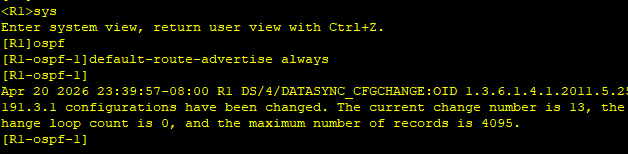 <R1>sys
Enter system view, return user view with Ctrl+Z.
[R1]ospf
[R1-ospf-1]default-route-advertise always
[R1-ospf-1]
Apr 20 2026 23:39:57-08:00 R1 DS/4/DATASYNC_CFGCHANGE:OID 1.3.6.1.4.1.2011.5.25
191.3.1 configurations have been changed. The current change number is 13, the
hange loop count is 0, and the maximum number of records is 4095.
[R1-ospf-1]